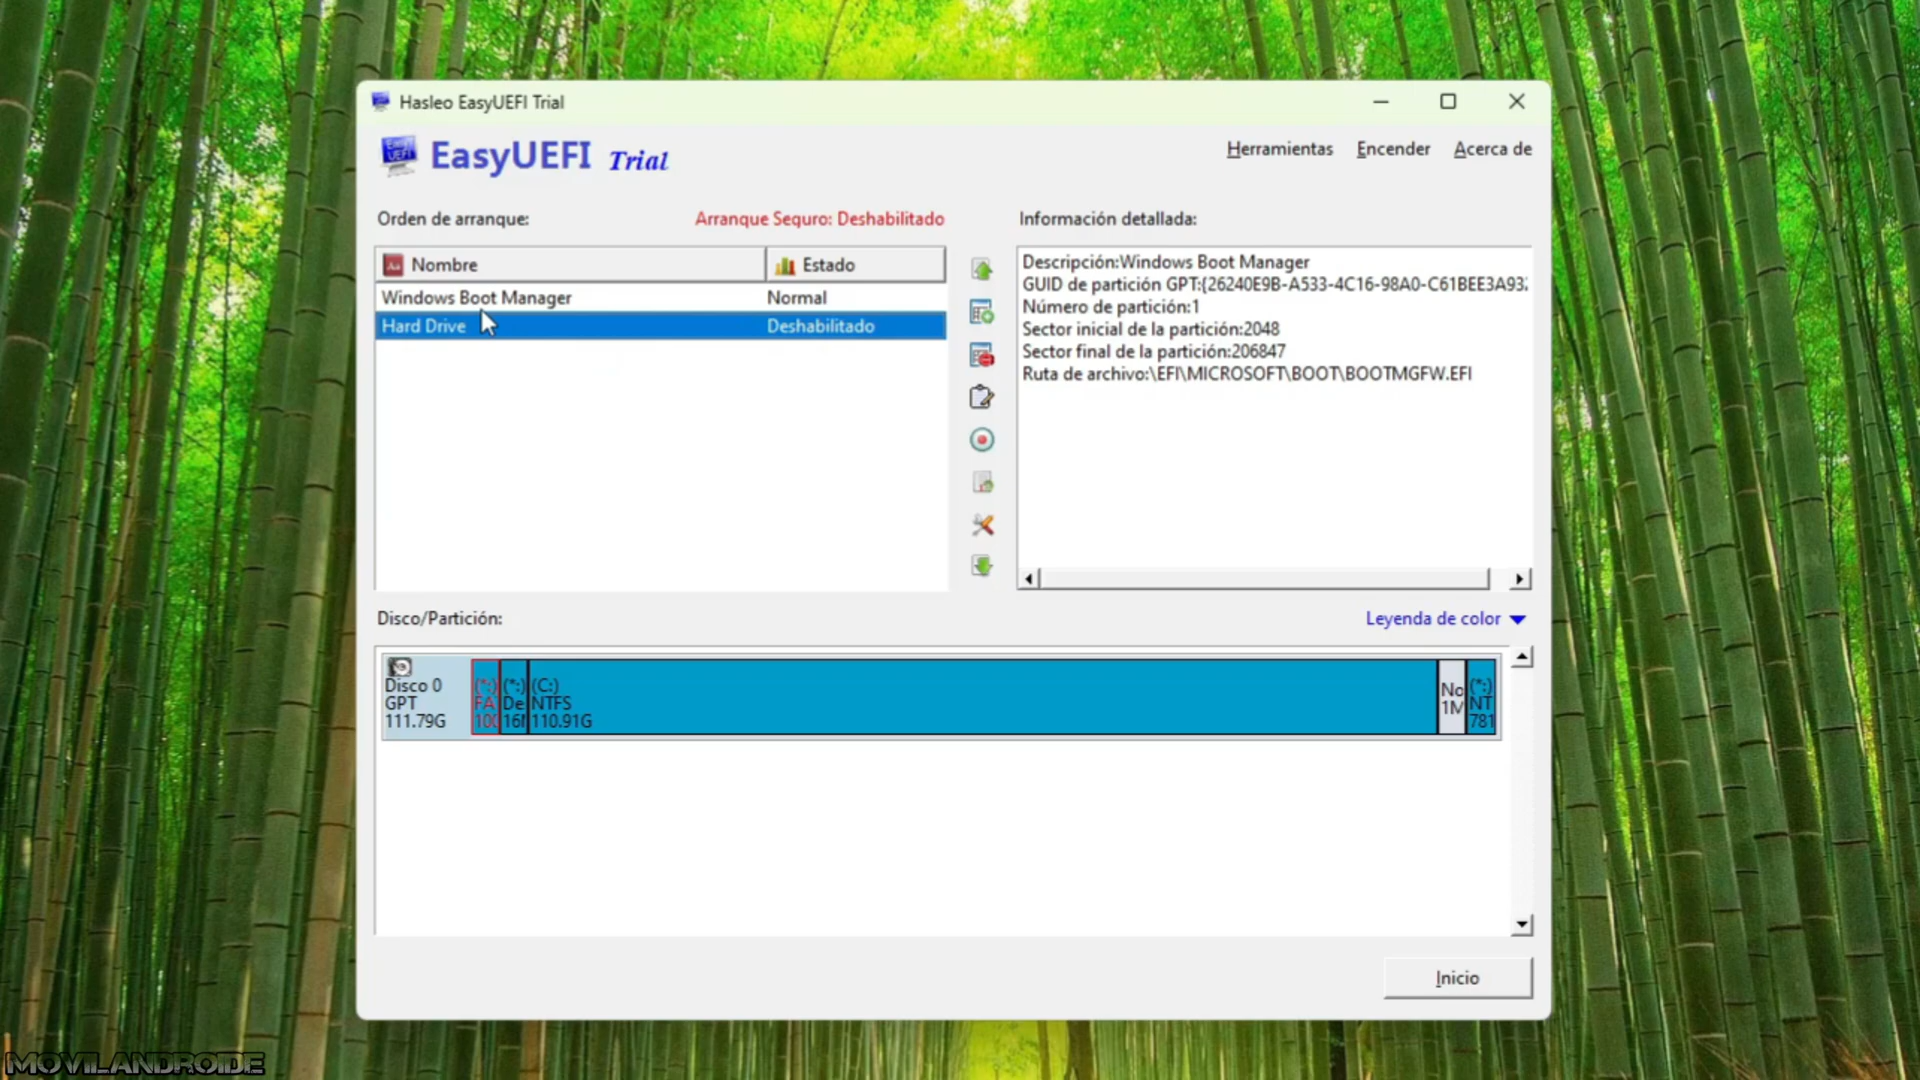 Hasleo EasyUEFI Trial
EasyUEFI Trial
Herramientas Encender Acerca de
Orden de arranque: Arranque Seguro: Deshabilitado
Nombre Estado
Windows Boot Manager Normal
Hard Drive Deshabilitado
Información detallada:
Descripción:Windows Boot Manager
GUID de partición GPT:{26240E9B-A533-4C16-98A0-C61BEE3A93
Número de partición:1
Sector inicial de la partición:2048
Sector final de la partición:206847
Ruta de archivo:\EFI\MICROSOFT\BOOT\BOOTMGFW.EFI
Disco/Partición: Leyenda de color
Disco 0
GPT
111.79G
(*:)
FA
100
(*:)
De
16M
(C:)
NTFS
110.91G
No
1M
(*:)
NT
781
Inicio
MOVILANDROIDE